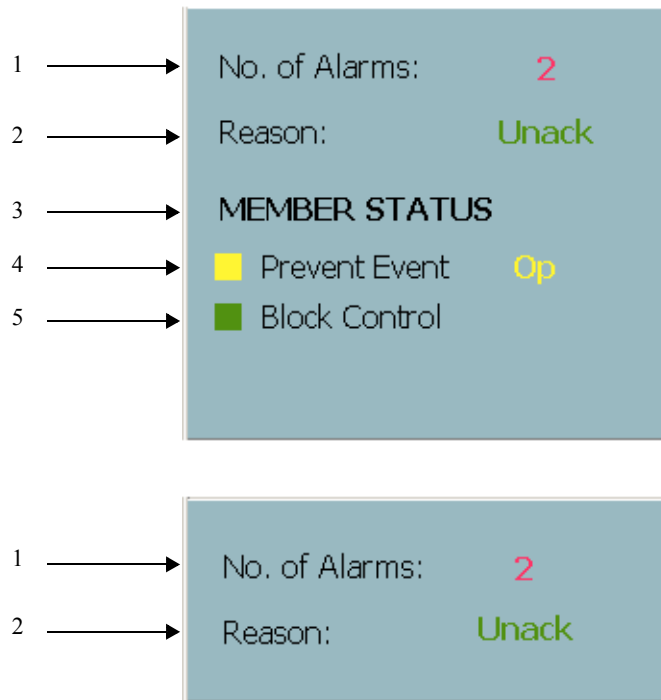 1 No. of Alarms: 2
2 Reason: Unack
3 MEMBER STATUS
4 Prevent Event Op
5 Block Control
1 No. of Alarms: 2
2 Reason: Unack